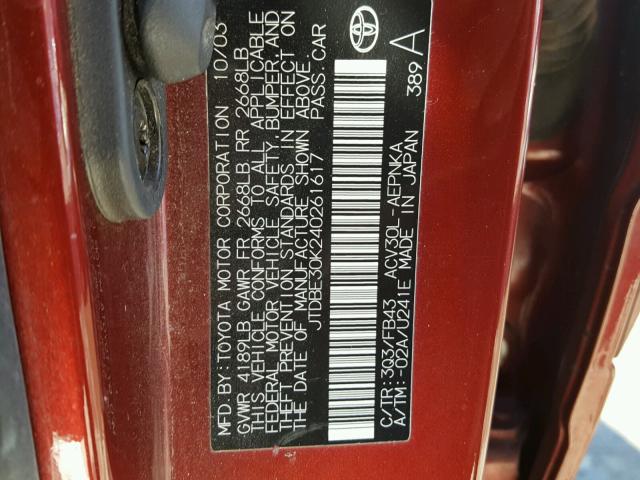 MFD BY: TOYOTA MOTOR CORPORATION 10/03
GVWR 4189LB GAWR FR 2668LB RR 2668LB
THIS VEHICLE CONFORMS TO ALL APPLICABLE
FEDERAL MOTOR VEHICLE SAFETY, BUMPER, AND
THEFT PREVENTION STANDARDS IN EFFECT ON
THE DATE OF MANUFACTURE SHOWN ABOVE.
JTDBE30K240261617 PASS. CAR
C/TR: 3Q3/FB43 ACV30L-AEPNKA
A/TM: -02A/U241E MADE IN JAPAN
389 A